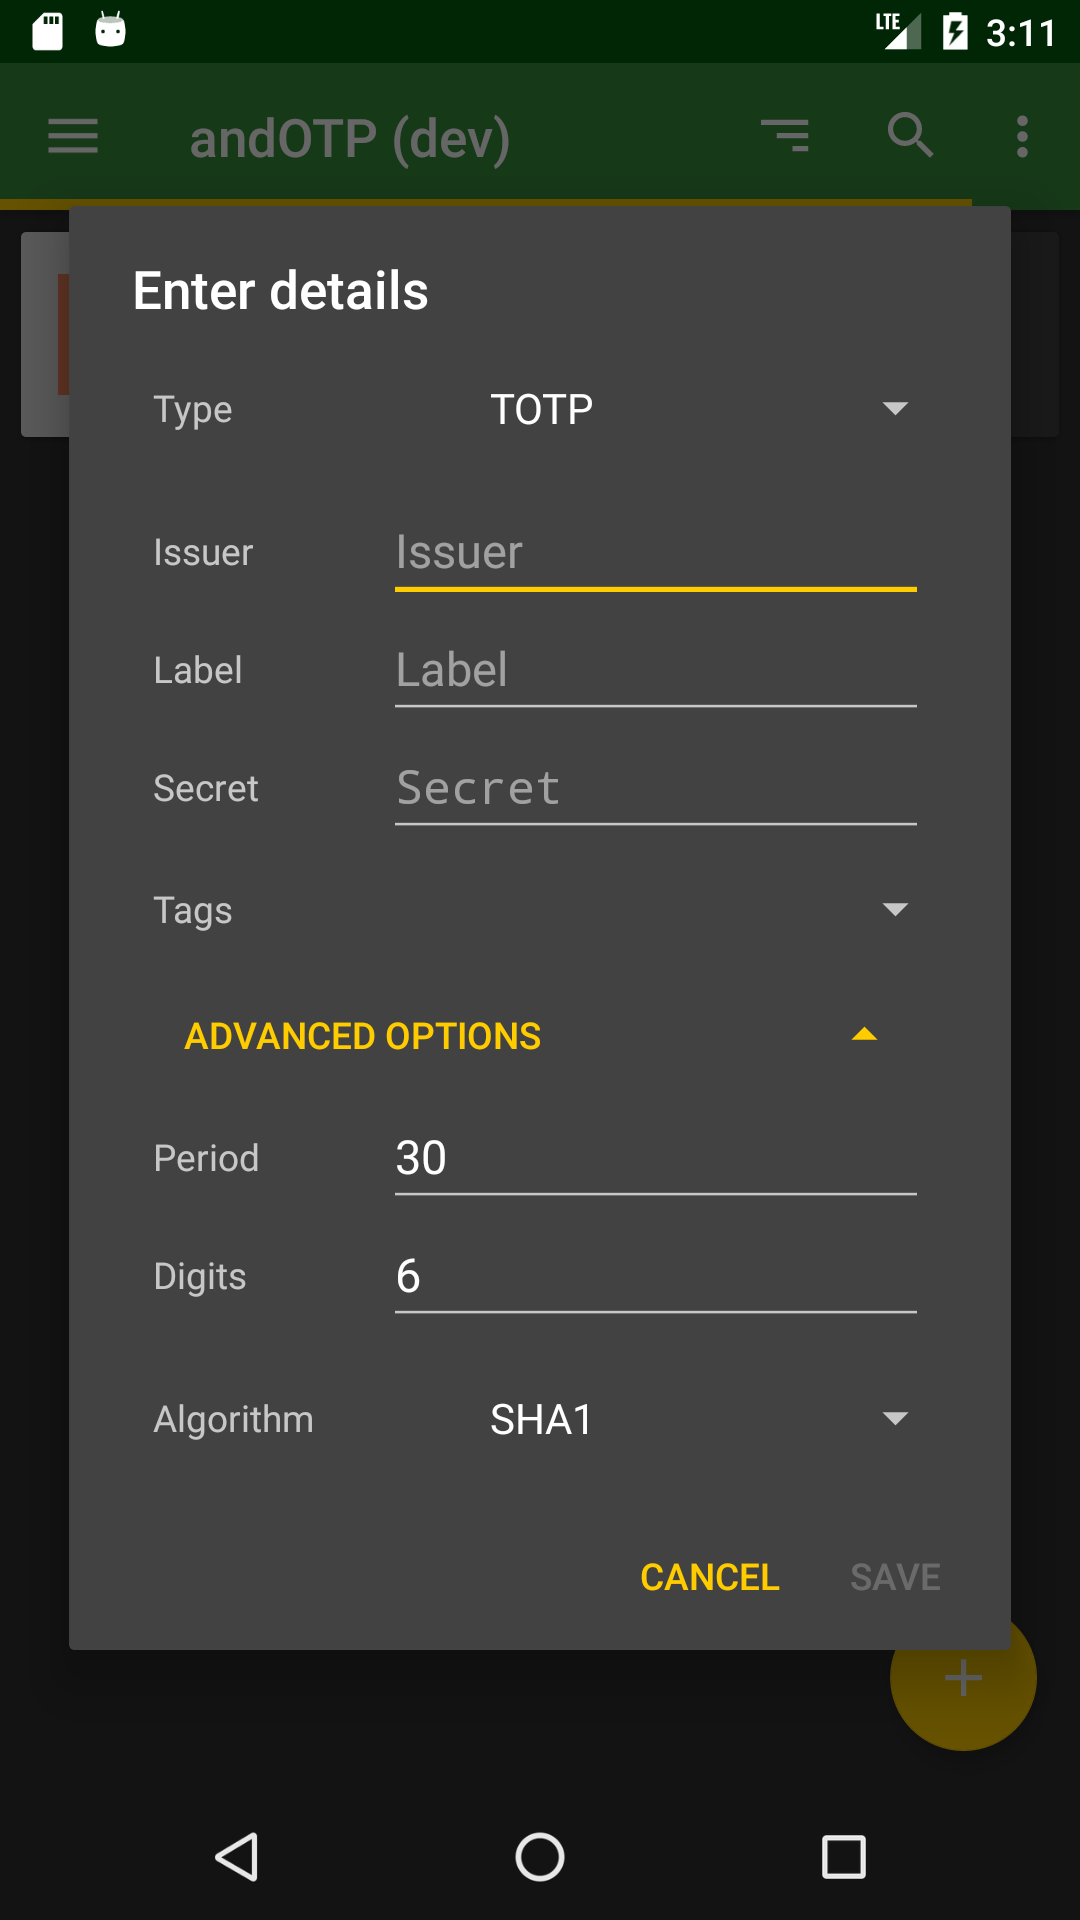 LTE 3:11
andOTP (dev)
Enter details
Type TOTP
Issuer Issuer
Label Label
Secret Secret
Tags
ADVANCED OPTIONS
Period 30
Digits 6
Algorithm SHA1
CANCEL SAVE